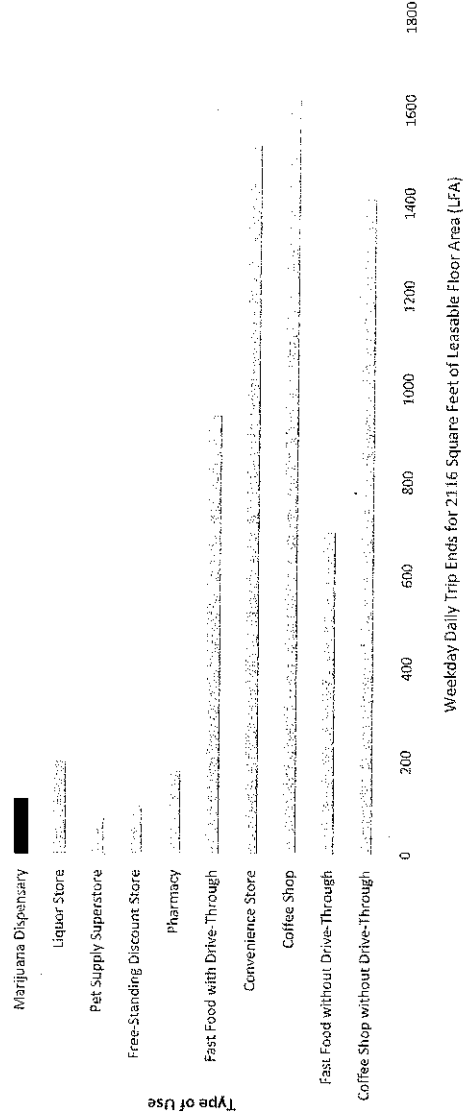 Type of Use
Marijuana Dispensary
Liquor Store
Pet Supply Superstore
Free-Standing Discount Store
Pharmacy
Fast Food with Drive-Through
Convenience Store
Coffee Shop
Fast Food without Drive-Through
Coffee Shop without Drive-Through
0 200 400 600 800 1000 1200 1400 1600 1800
Weekday Daily Trip Ends for 2116 Square Feet of Leasable Floor Area (LFA)